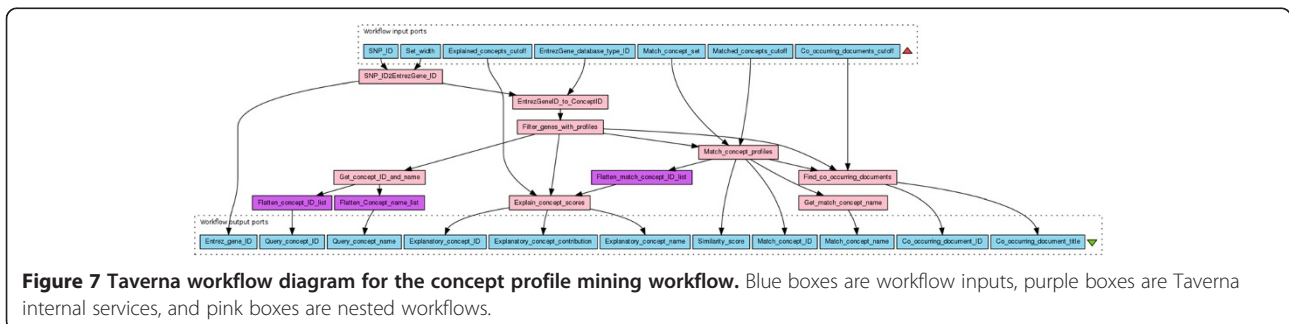 Workflow input ports
SNP_ID Set_width Explained_concepts_cutoff EntrezGene_database_type_ID Match_concept_set Matched_concepts_cutoff Co_occurring_documents_cutoff
SNP_ID2EntrezGene_ID
EntrezGeneID_to_ConceptID
Filter_genes_with_profiles
Match_concept_profiles
Get_concept_ID_and_name Flatten_match_concept_ID_list Find_co_occurring_documents
Flatten_concept_ID_list Flatten_Concept_name_list Explain_concept_scores Get_match_concept_name
Workflow output ports
Entrez_gene_ID Query_concept_ID Query_concept_name Explanatory_concept_ID Explanatory_concept_contribution Explanatory_concept_name Similarity_score Match_concept_ID Match_concept_name Co_occurring_document_ID Co_occurring_document_title
Figure 7 Taverna workflow diagram for the concept profile mining workflow. Blue boxes are workflow inputs, purple boxes are Taverna
internal services, and pink boxes are nested workflows.